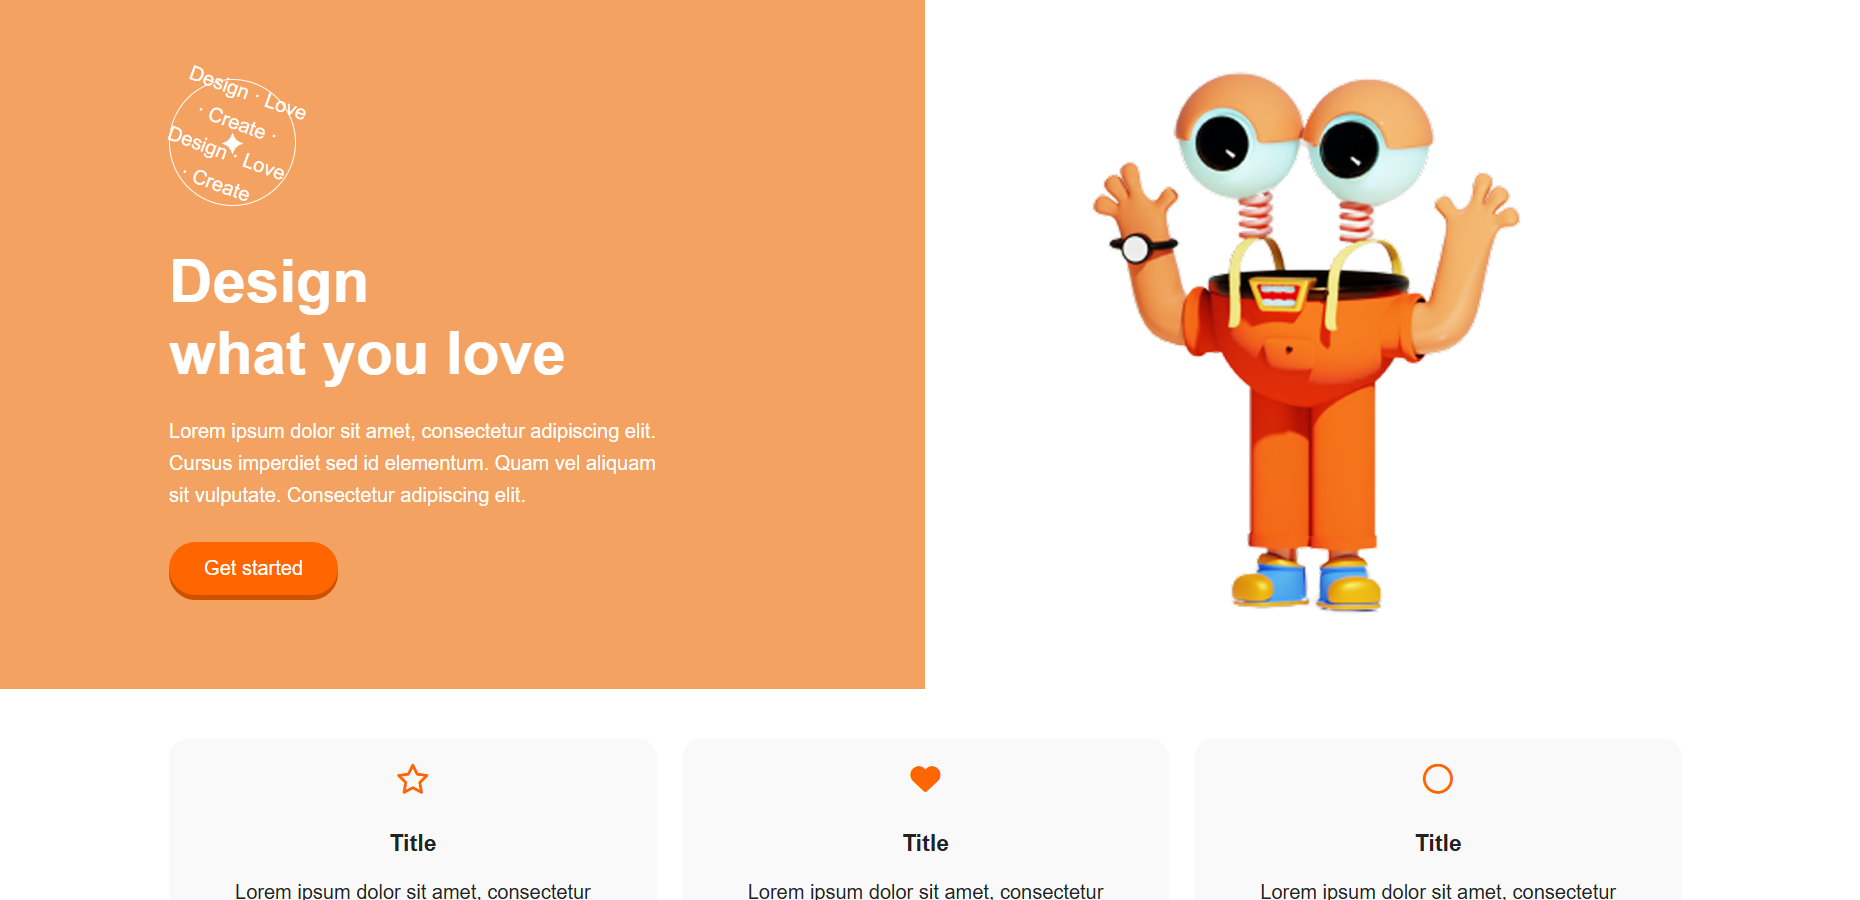 Design · Love
· Create ·
Design · Love
· Create
Design
what you love
Lorem ipsum dolor sit amet, consectetur adipiscing elit.
Cursus imperdiet sed id elementum. Quam vel aliquam
sit vulputate. Consectetur adipiscing elit.
Get started
Title
Lorem ipsum dolor sit amet, consectetur
Title
Lorem ipsum dolor sit amet, consectetur
Title
Lorem ipsum dolor sit amet, consectetur